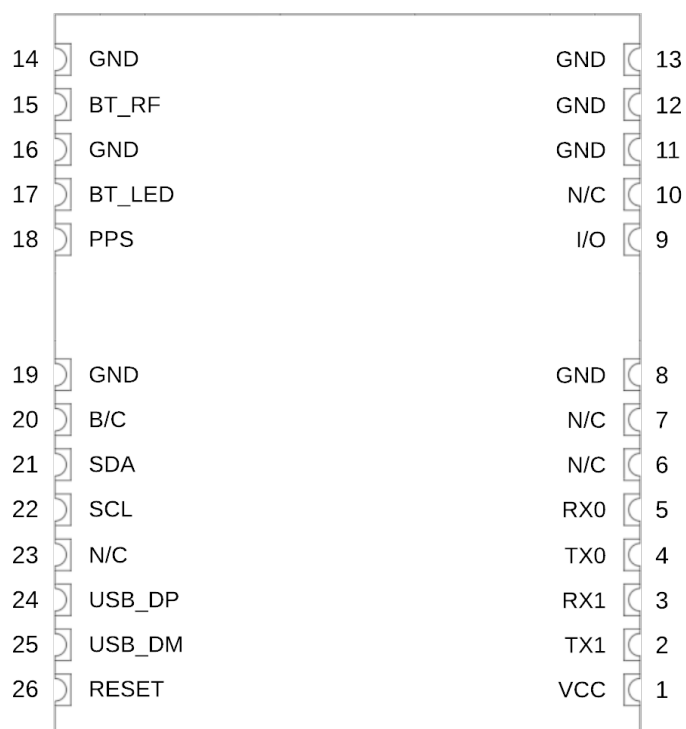 14 GND GND 13
15 BT_RF GND 12
16 GND GND 11
17 BT_LED N/C 10
18 PPS I/O 9
19 GND GND 8
20 B/C N/C 7
21 SDA N/C 6
22 SCL RX0 5
23 N/C TX0 4
24 USB_DP RX1 3
25 USB_DM TX1 2
26 RESET VCC 1